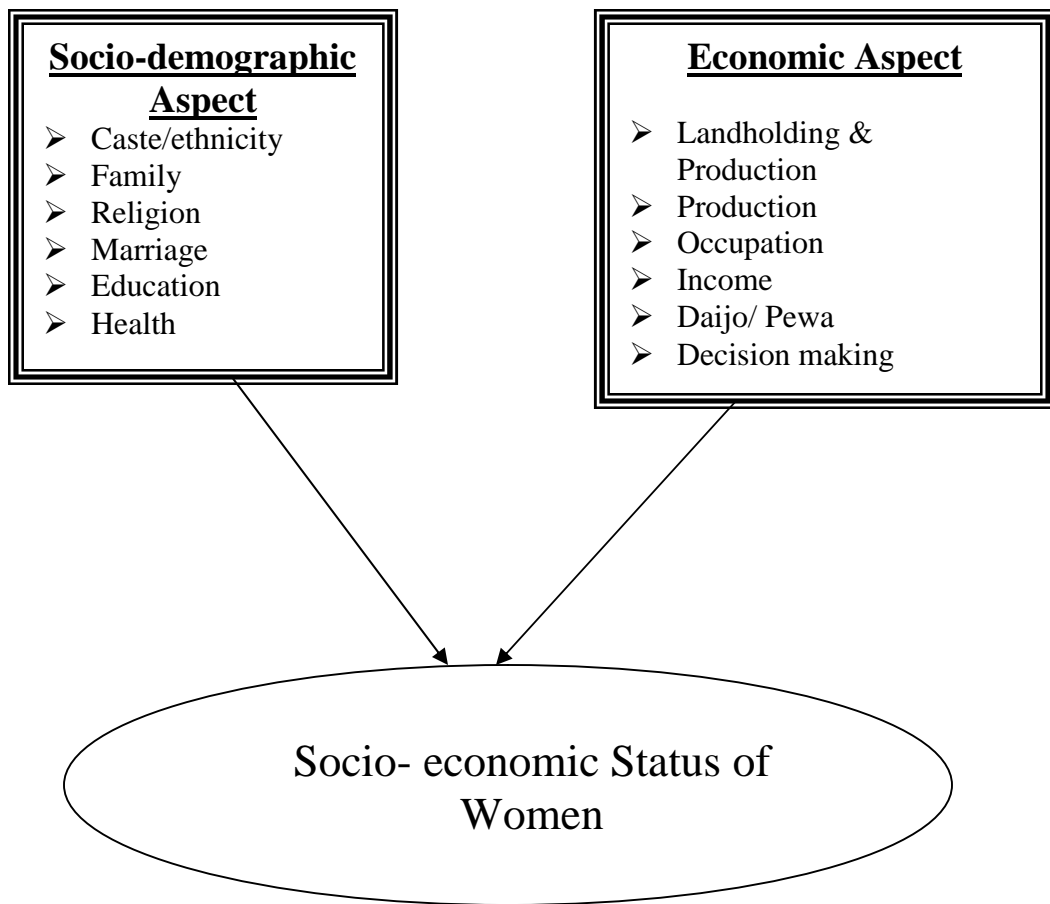 Socio-demographic
Aspect
➢ Caste/ethnicity
➢ Family
➢ Religion
➢ Marriage
➢ Education
➢ Health
Economic Aspect
➢ Landholding &
Production
➢ Production
➢ Occupation
➢ Income
➢ Daijo/ Pewa
➢ Decision making
Socio- economic Status of
Women